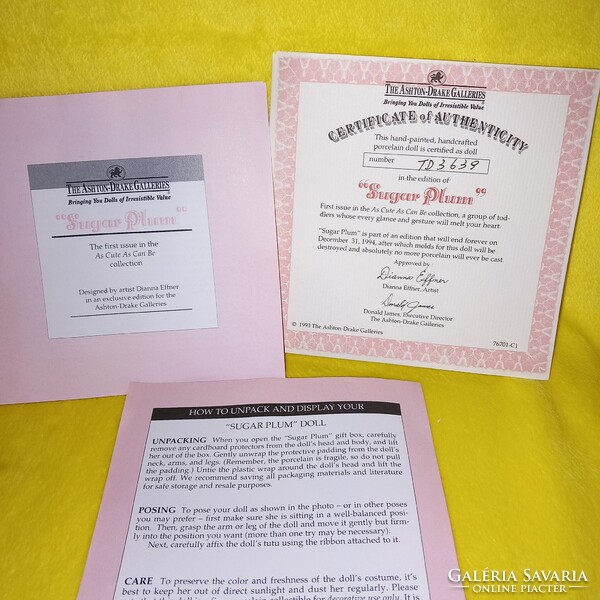 THE ASHTON-DRAKE GALLERIES
Bringing You Dolls of Irresistible Value
"Sugar Plum"
The first issue in the
As Cute As Can Be
collection
Designed by artist Dianna Effner
in an exclusive edition for the
Ashton-Drake Galleries
THE ASHTON-DRAKE GALLERIES
Bringing You Dolls of Irresistible Value
CERTIFICATE of AUTHENTICITY
This hand-painted, handcrafted
porcelain doll is certified as doll
number TD3639
in the edition of
"Sugar Plum"
First issue in the As Cute As Can Be collection, a group of tod-
dlers whose every glance and gesture will melt your heart.
"Sugar Plum" is part of an edition that will end forever on
December 31, 1994, after which molds for this doll will be
destroyed and absolutely no more porcelain will ever be cast.
Approved by
Dianna Effner
Dianna Effner, Artist
Donald James
Donald James, Executive Director
The Ashton-Drake Galleries
© 1993 The Ashton-Drake Galleries
76701-C1
HOW TO UNPACK AND DISPLAY YOUR
"SUGAR PLUM" DOLL
UNPACKING When you open the "Sugar Plum" gift box, carefully
remove any cardboard protectors from the doll's head and body, and lift
her out of the box. Gently unwrap the protective padding from the doll's
neck, arms, and legs. (Remember, the porcelain is fragile, so do not pull
the padding.) Untie the plastic wrap around the doll's head and lift the
wrap off. We recommend saving all packaging materials and literature
for safe storage and resale purposes.
POSING To pose your doll as shown in the photo – or in other poses
you may prefer – first make sure she is sitting in a well-balanced posi-
tion. Then, grasp the arm or leg of the doll and move it gently but firm-
ly into the position you want (more than one try may be necessary).
Next, carefully affix the doll's tutu using the ribbon attached to it.
CARE To preserve the color and freshness of the doll's costume, it's
best to keep her out of direct sunlight and dust her regularly. Please
porcelain collectible for decorative use only. It is
GALÉRIA SAVARIA
ONLINE PIACTÉR